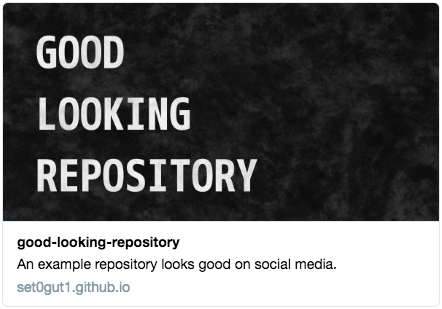 GOOD
LOOKING
REPOSITORY
good-looking-repository
An example repository looks good on social media.
set0gut1.github.io